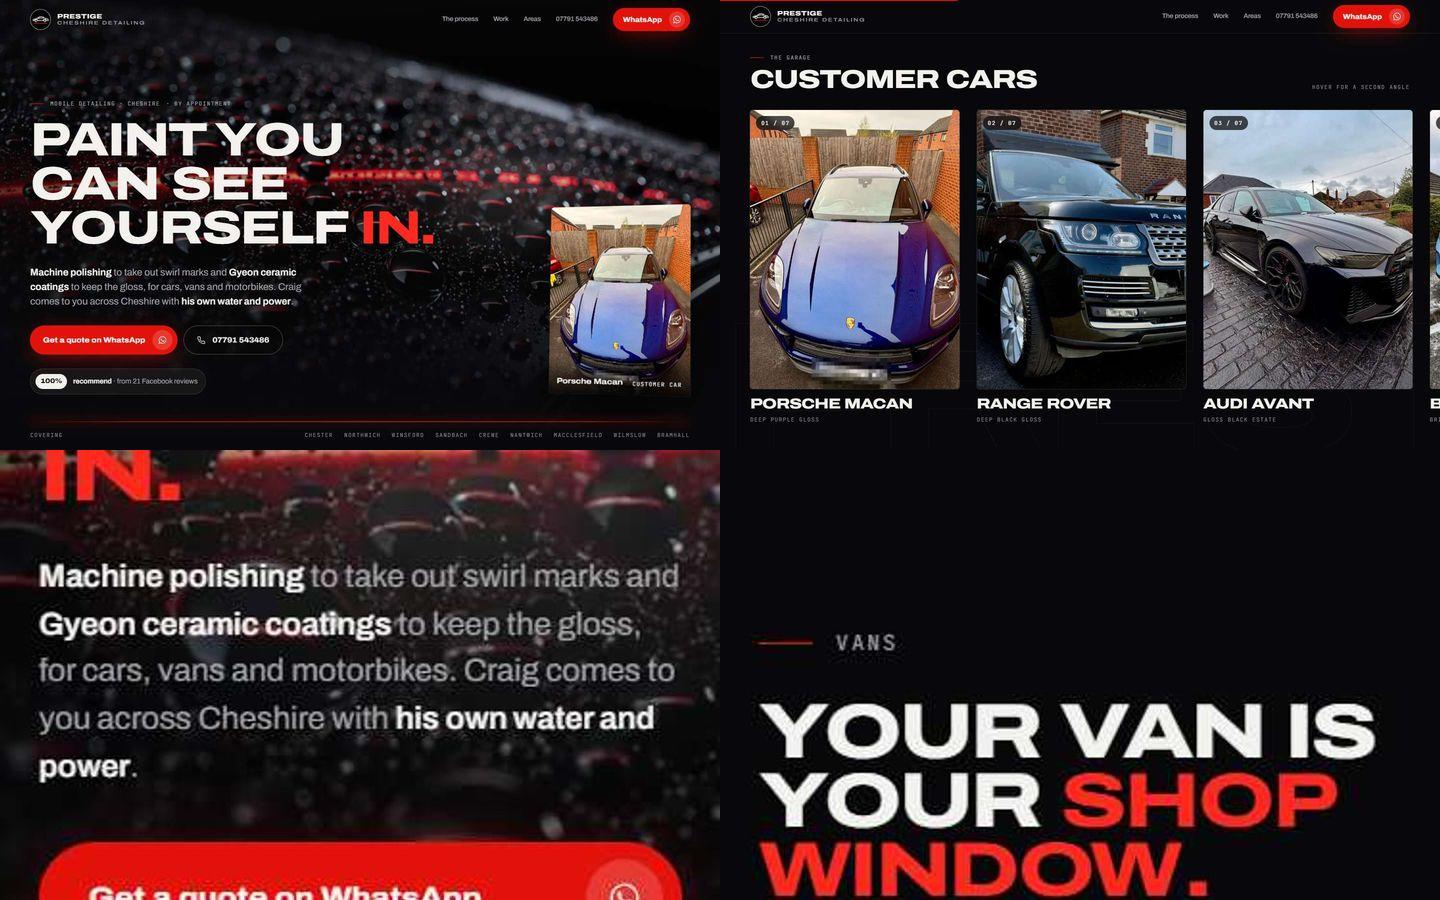 PRESTIGE
CHESHIRE DETAILING
The process
Work
Areas
07791 543486
WhatsApp
MOBILE DETAILING · CHESHIRE · BY APPOINTMENT
PAINT YOU
CAN SEE
YOURSELF IN.
Machine polishing to take out swirl marks and Gyeon ceramic
coatings to keep the gloss, for cars, vans and motorbikes. Craig
comes to you across Cheshire with his own water and power.
Get a quote on WhatsApp
07791 543486
100% recommend · from 21 Facebook reviews
Porsche Macan
CUSTOMER CAR
COVERING
CHESTER NORTHWICH WINSFORD SANDBACH CREWE NANTWICH MACCLESFIELD WILMSLOW BRAMHALL
PRESTIGE
CHESHIRE DETAILING
The process
Work
Areas
07791 543486
WhatsApp
THE GARAGE
CUSTOMER CARS
HOVER FOR A SECOND ANGLE
01 / 07
02 / 07
03 / 07
RAN
PORSCHE MACAN
DEEP PURPLE GLOSS
RANGE ROVER
DEEP BLACK GLOSS
AUDI AVANT
GLOSS BLACK ESTATE
IN.
Machine polishing to take out swirl marks and
Gyeon ceramic coatings to keep the gloss,
for cars, vans and motorbikes. Craig comes to
you across Cheshire with his own water and
power.
Get a quote on WhatsApp
VANS
YOUR VAN IS
YOUR SHOP
WINDOW.